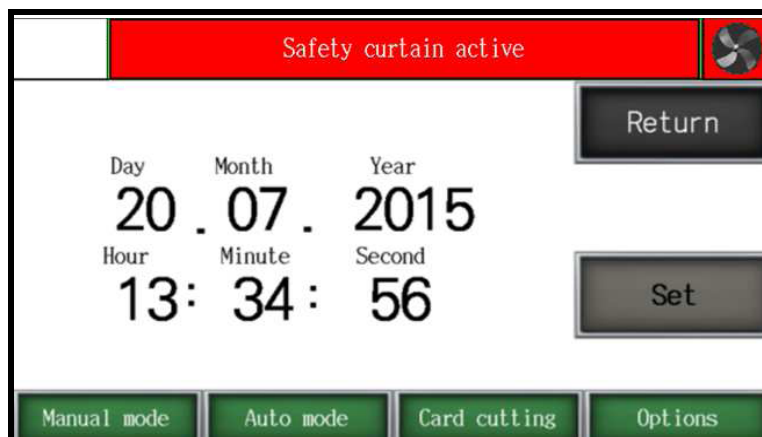 Safety curtain active
Return
Day Month Year
20 . 07 . 2015
Hour Minute Second
13: 34: 56
Set
Manual mode Auto mode Card cutting Options